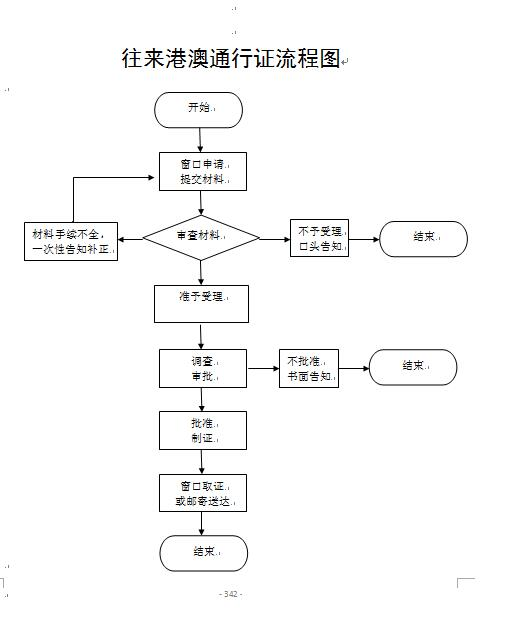 往来港澳通行证流程图
开始
窗口申请
提交材料
材料手续不全，
一次性告知补正
审查材料
不予受理
口头告知
结束
准予受理
调查
审批
不批准
书面告知
结束
批准
制证
窗口取证
或邮寄送达
结束
- 342 -